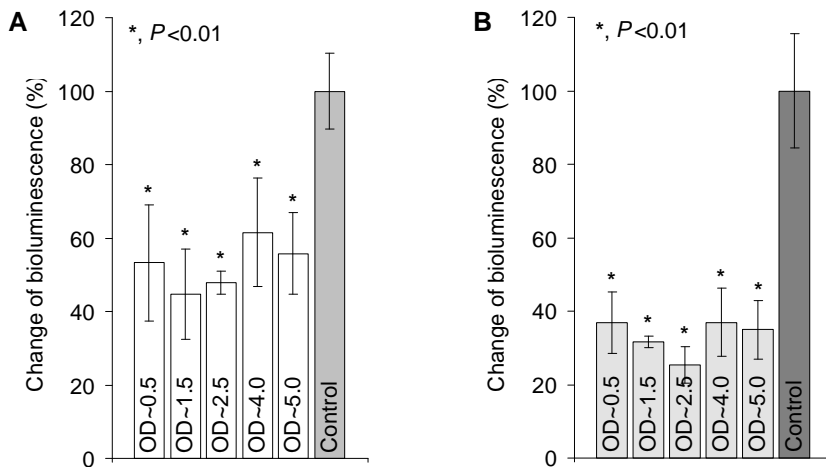 A
*, P<0.01
Change of bioluminescence (%)
120
100
80
60
40
20
0
*
*
*
*
*
OD~0.5
OD~1.5
OD~2.5
OD~4.0
OD~5.0
Control
B
*, P<0.01
Change of bioluminescence (%)
120
100
80
60
40
20
0
*
*
*
*
*
OD~0.5
OD~1.5
OD~2.5
OD~4.0
OD~5.0
Control